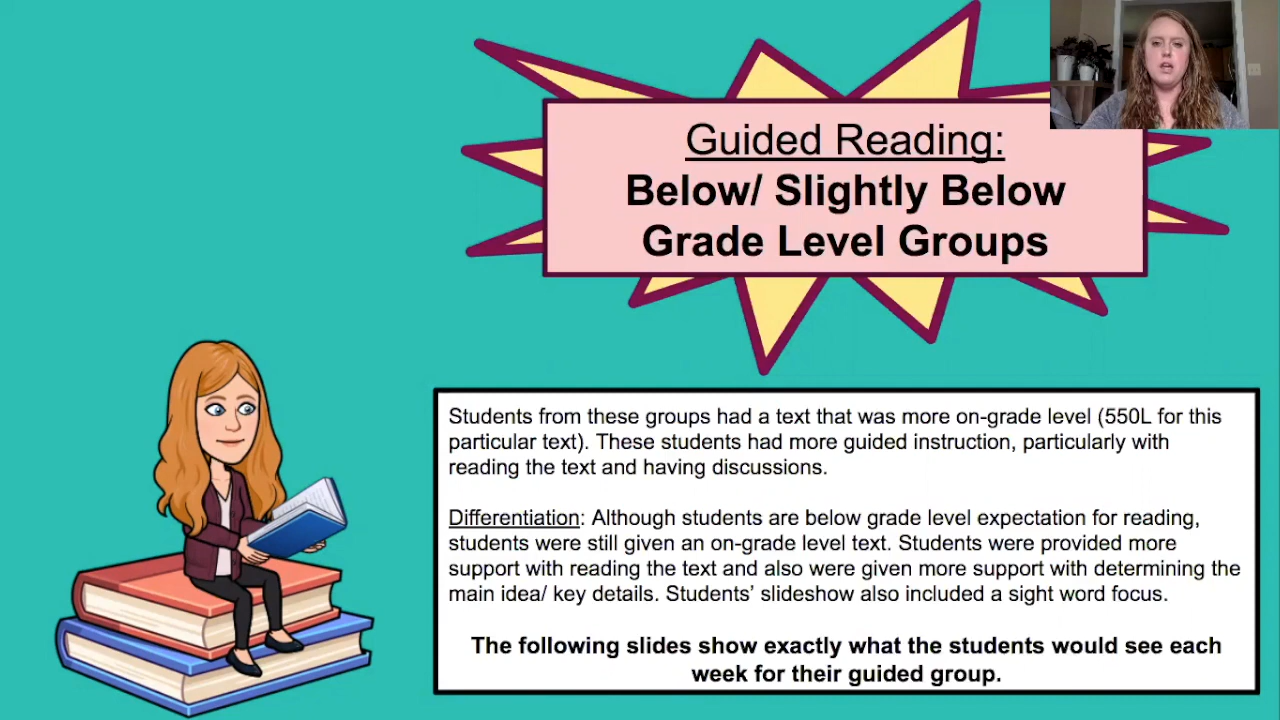 Guided Reading:
Below/ Slightly Below
Grade Level Groups
Students from these groups had a text that was more on-grade level (550L for this
particular text). These students had more guided instruction, particularly with
reading the text and having discussions.
Differentiation: Although students are below grade level expectation for reading,
students were still given an on-grade level text. Students were provided more
support with reading the text and also were given more support with determining the
main idea/ key details. Students’ slideshow also included a sight word focus.
The following slides show exactly what the students would see each
week for their guided group.